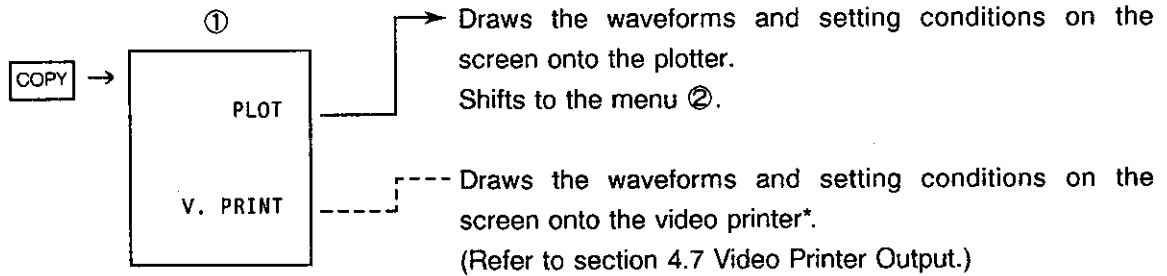 ①
COPY →
PLOT
Draws the waveforms and setting conditions on the
screen onto the plotter.
Shifts to the menu ②.
V. PRINT
Draws the waveforms and setting conditions on the
screen onto the video printer*.
(Refer to section 4.7 Video Printer Output.)